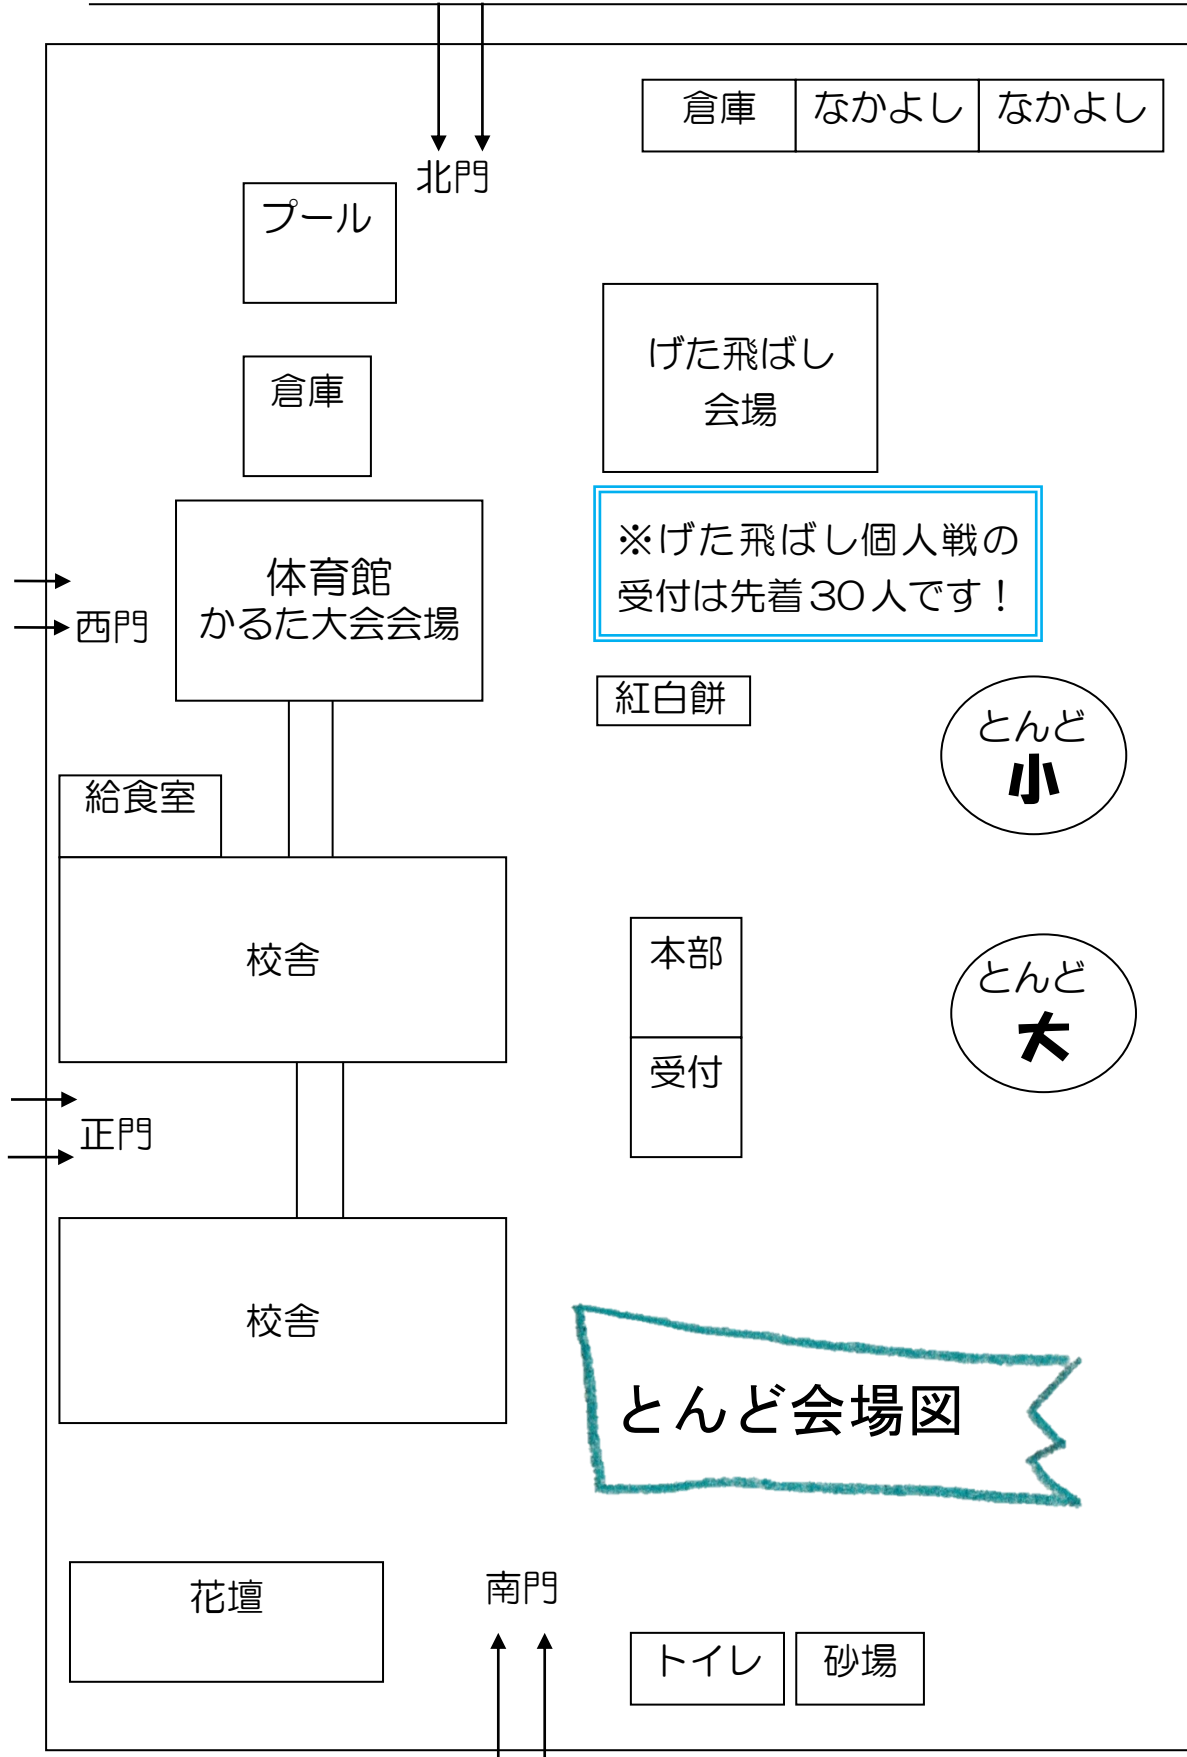 倉庫 なかよし なかよし
北門
プール
げた飛ばし
会場
倉庫
※げた飛ばし個人戦の
受付は先着30人です！
体育館
かるた大会会場
西門
紅白餅
とんど
小
給食室
校舎
本部
とんど
大
受付
正門
校舎
とんど会場図
花壇
南門
トイレ 砂場